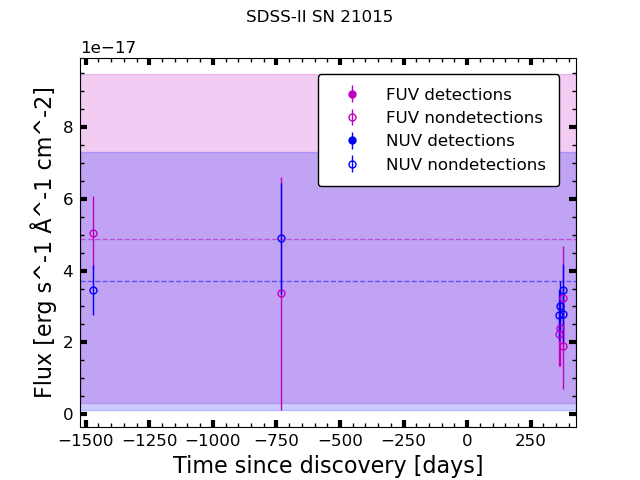 SDSS-II SN 21015
1e−17
FUV detections
FUV nondetections
NUV detections
NUV nondetections
8
6
4
2
0
Flux [erg s^-1 Å^-1 cm^-2]
−1500 −1250 −1000 −750 −500 −250 0 250
Time since discovery [days]